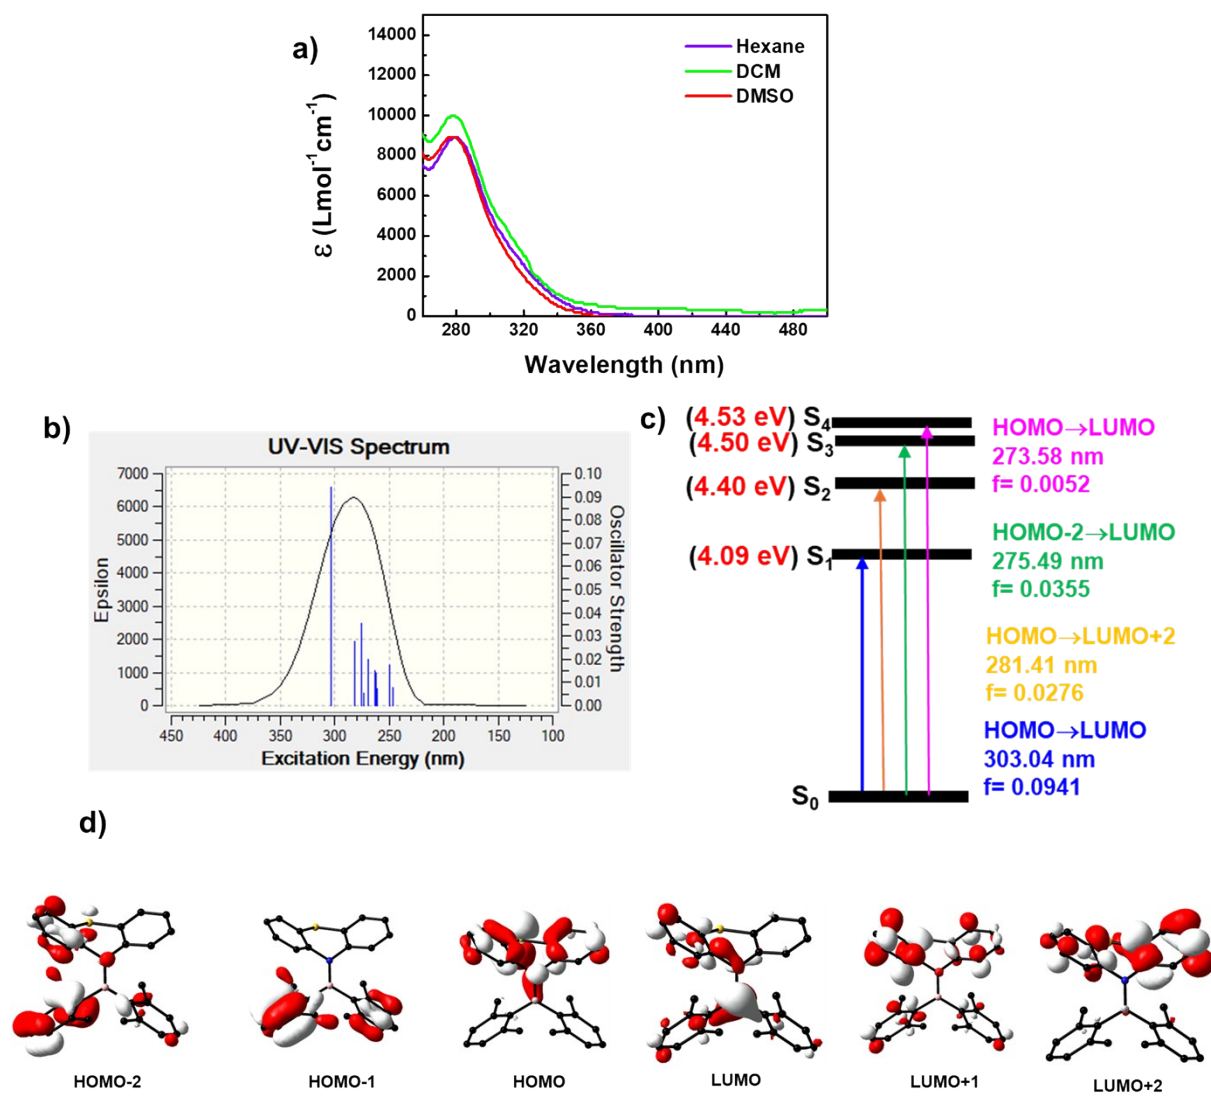 a)
14000
12000
10000
8000
6000
4000
2000
0
ε (Lmol⁻¹cm⁻¹)
Hexane
DCM
DMSO
280 320 360 400 440 480
Wavelength (nm)
b)
UV-VIS Spectrum
7000
6000
5000
4000
3000
2000
1000
0
Epsilon
0.10
0.09
0.08
0.07
0.06
0.05
0.04
0.03
0.02
0.01
0.00
Oscillator Strength
450 400 350 300 250 200 150 100
Excitation Energy (nm)
c)
(4.53 eV) S₄
(4.50 eV) S₃
(4.40 eV) S₂
(4.09 eV) S₁
S₀
HOMO→LUMO
273.58 nm
f= 0.0052
HOMO-2→LUMO
275.49 nm
f= 0.0355
HOMO→LUMO+2
281.41 nm
f= 0.0276
HOMO→LUMO
303.04 nm
f= 0.0941
d)
HOMO-2
HOMO-1
HOMO
LUMO
LUMO+1
LUMO+2